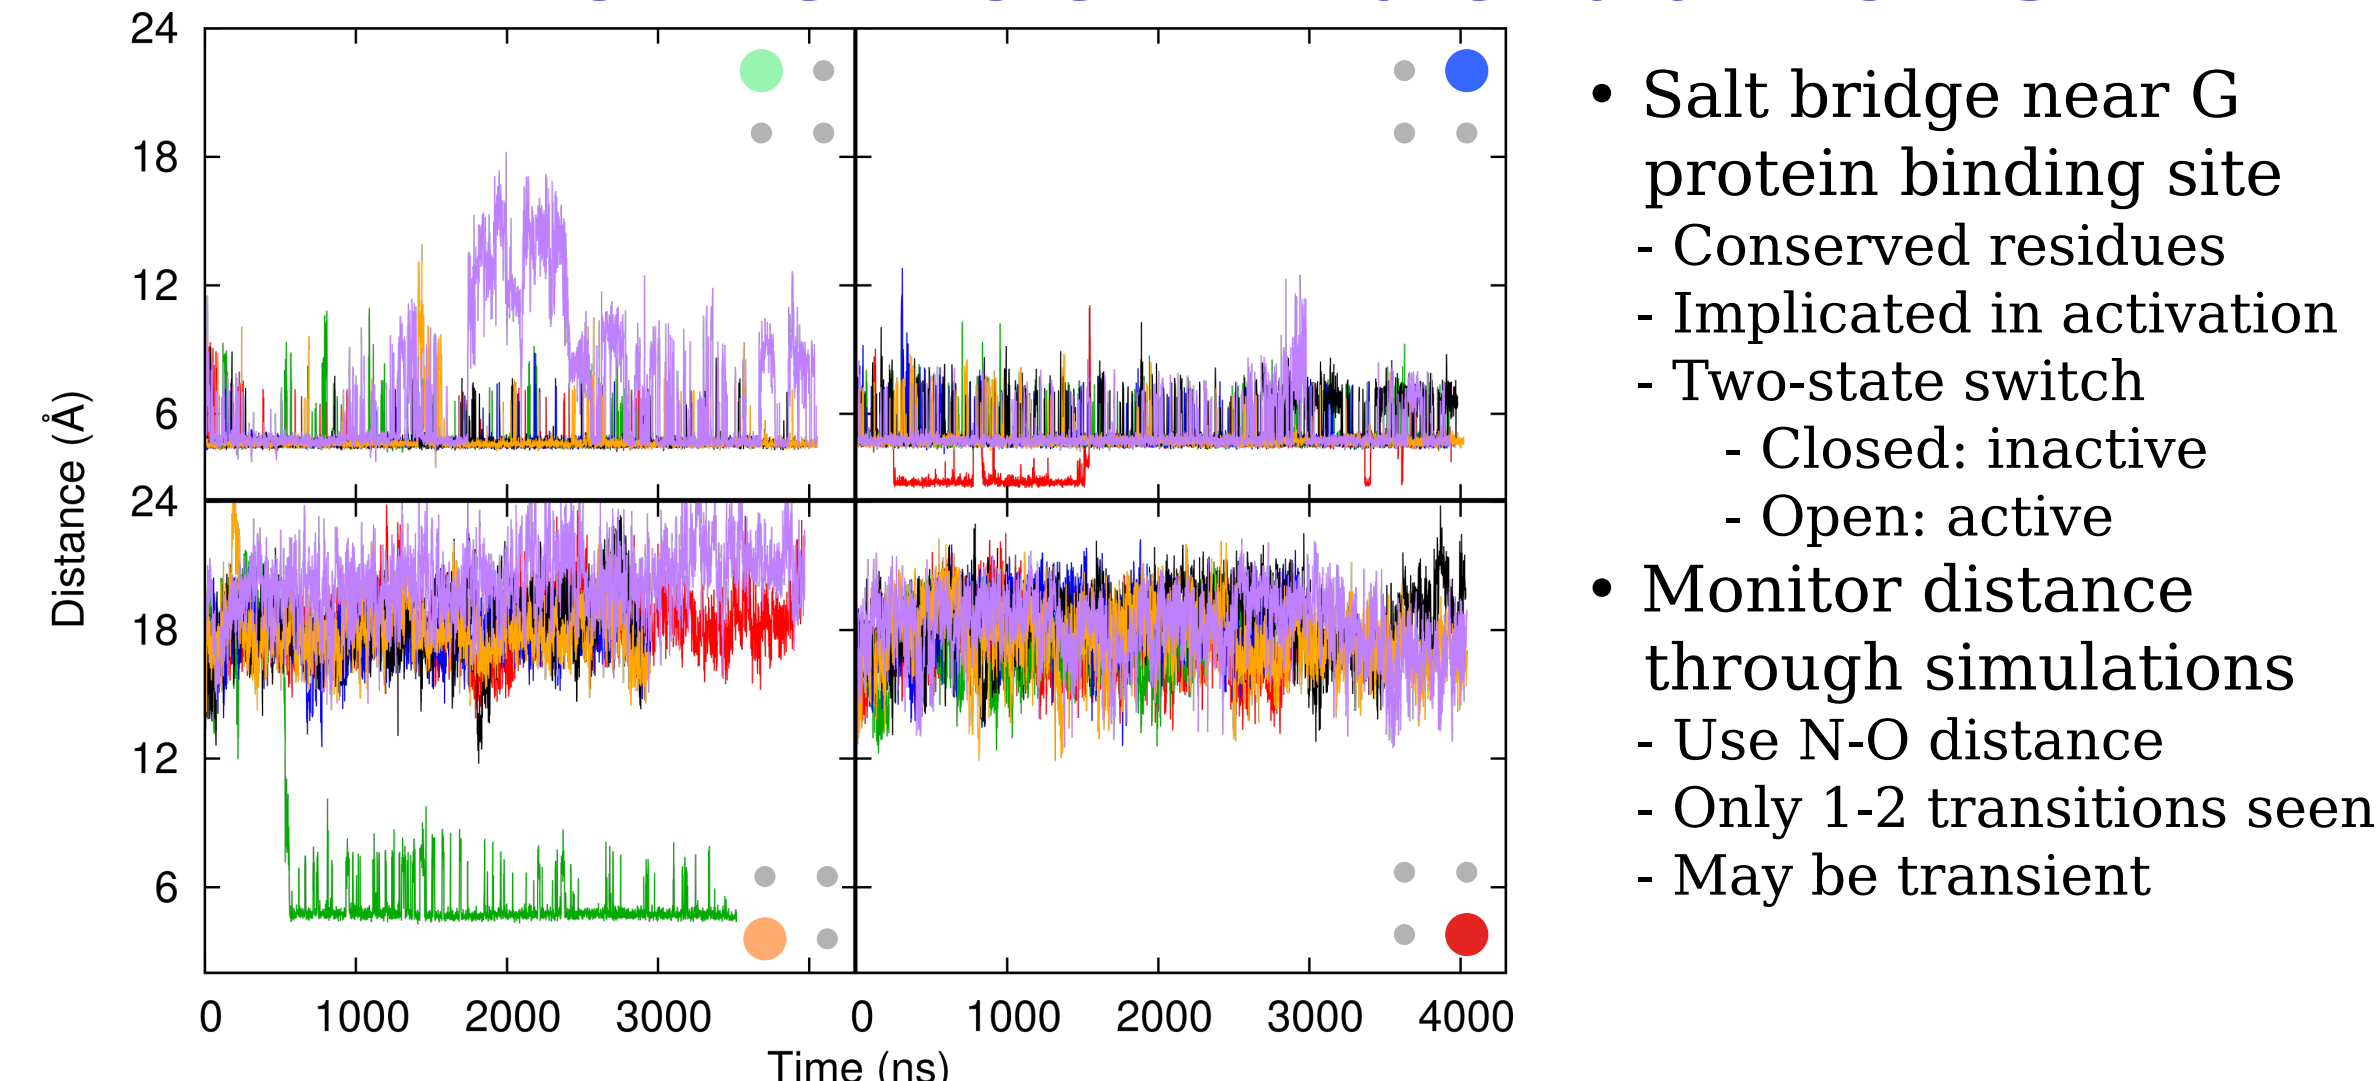 24
18
12
6
24
18
12
6
Distance (Å)
0 1000 2000 3000 0 1000 2000 3000 4000
Time (ns)
• Salt bridge near G
protein binding site
- Conserved residues
- Implicated in activation
- Two-state switch
- Closed: inactive
- Open: active
• Monitor distance
through simulations
- Use N-O distance
- Only 1-2 transitions seen
- May be transient